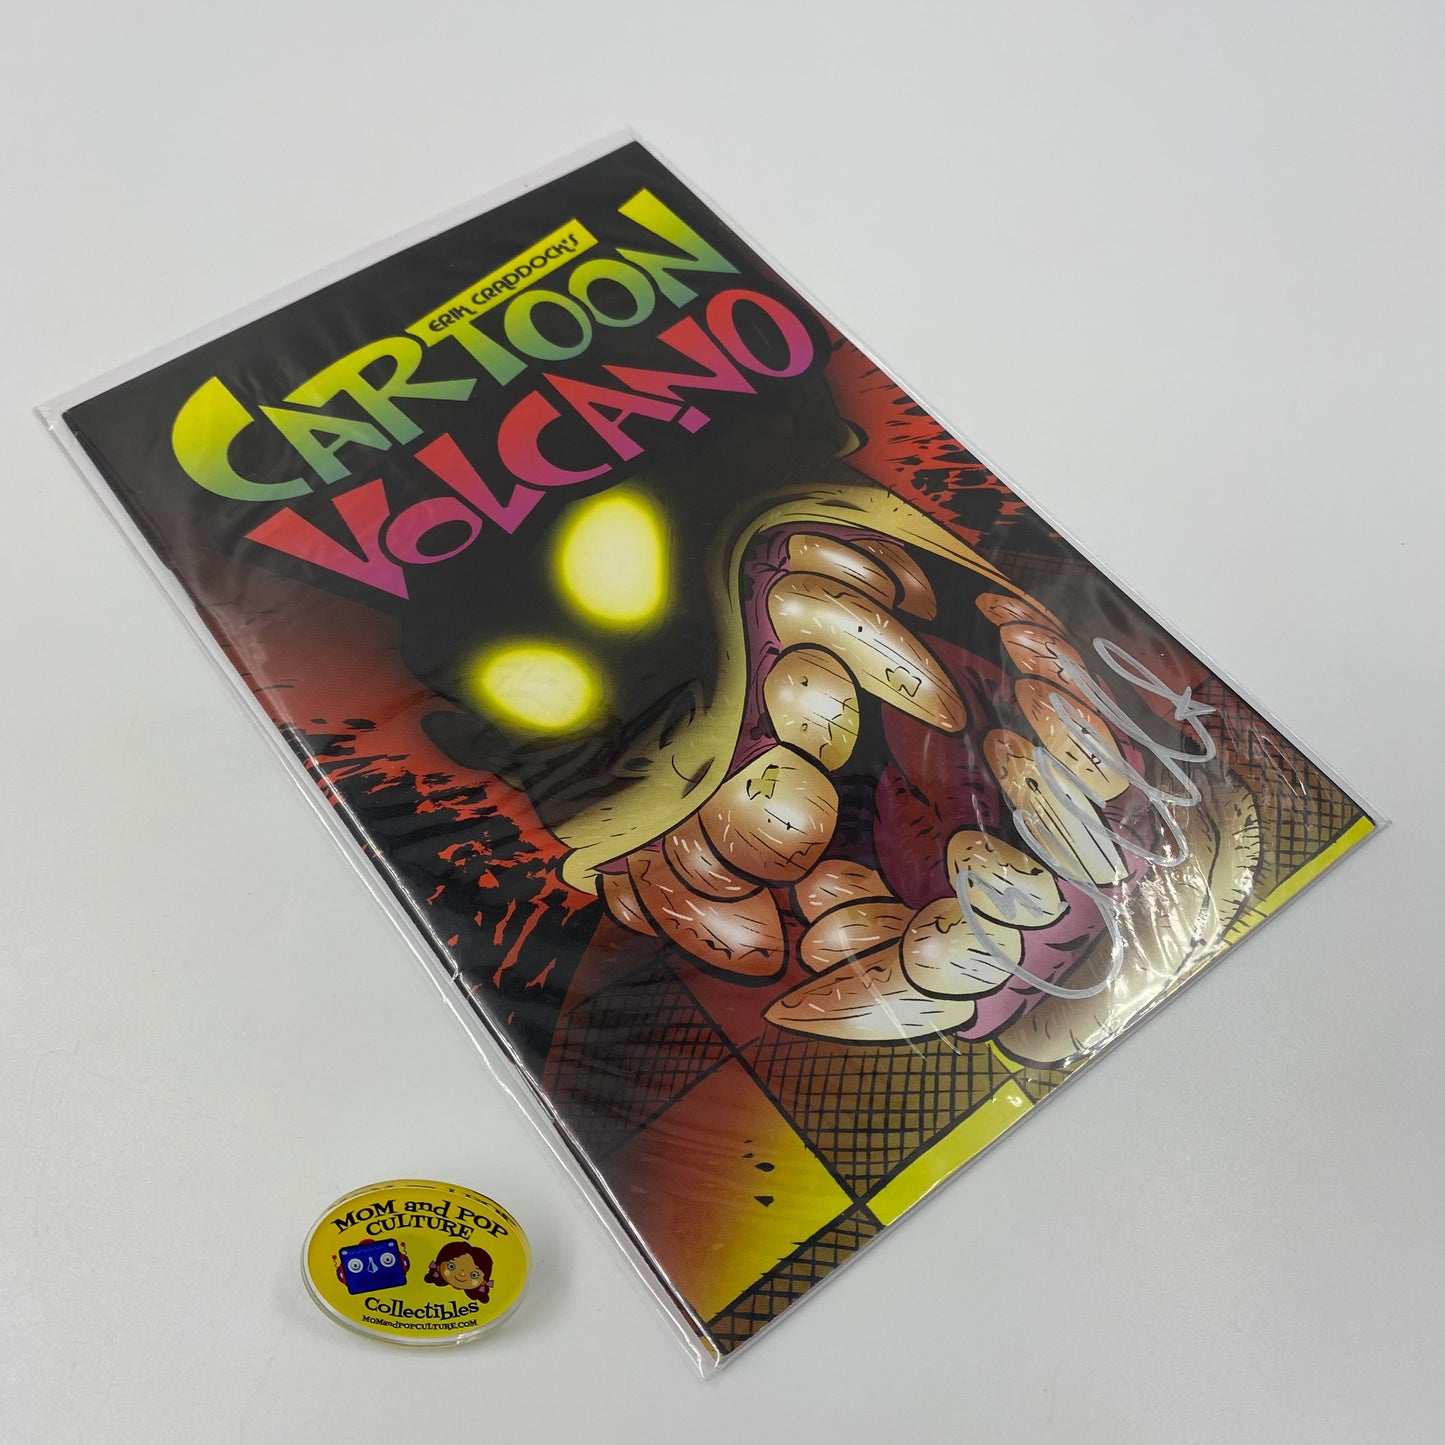 ERIK CRADDOCK'S
CARTOON
VOLCANO
MOM and POP
CULTURE
Collectibles
MOMandPOPCULTURE.COM